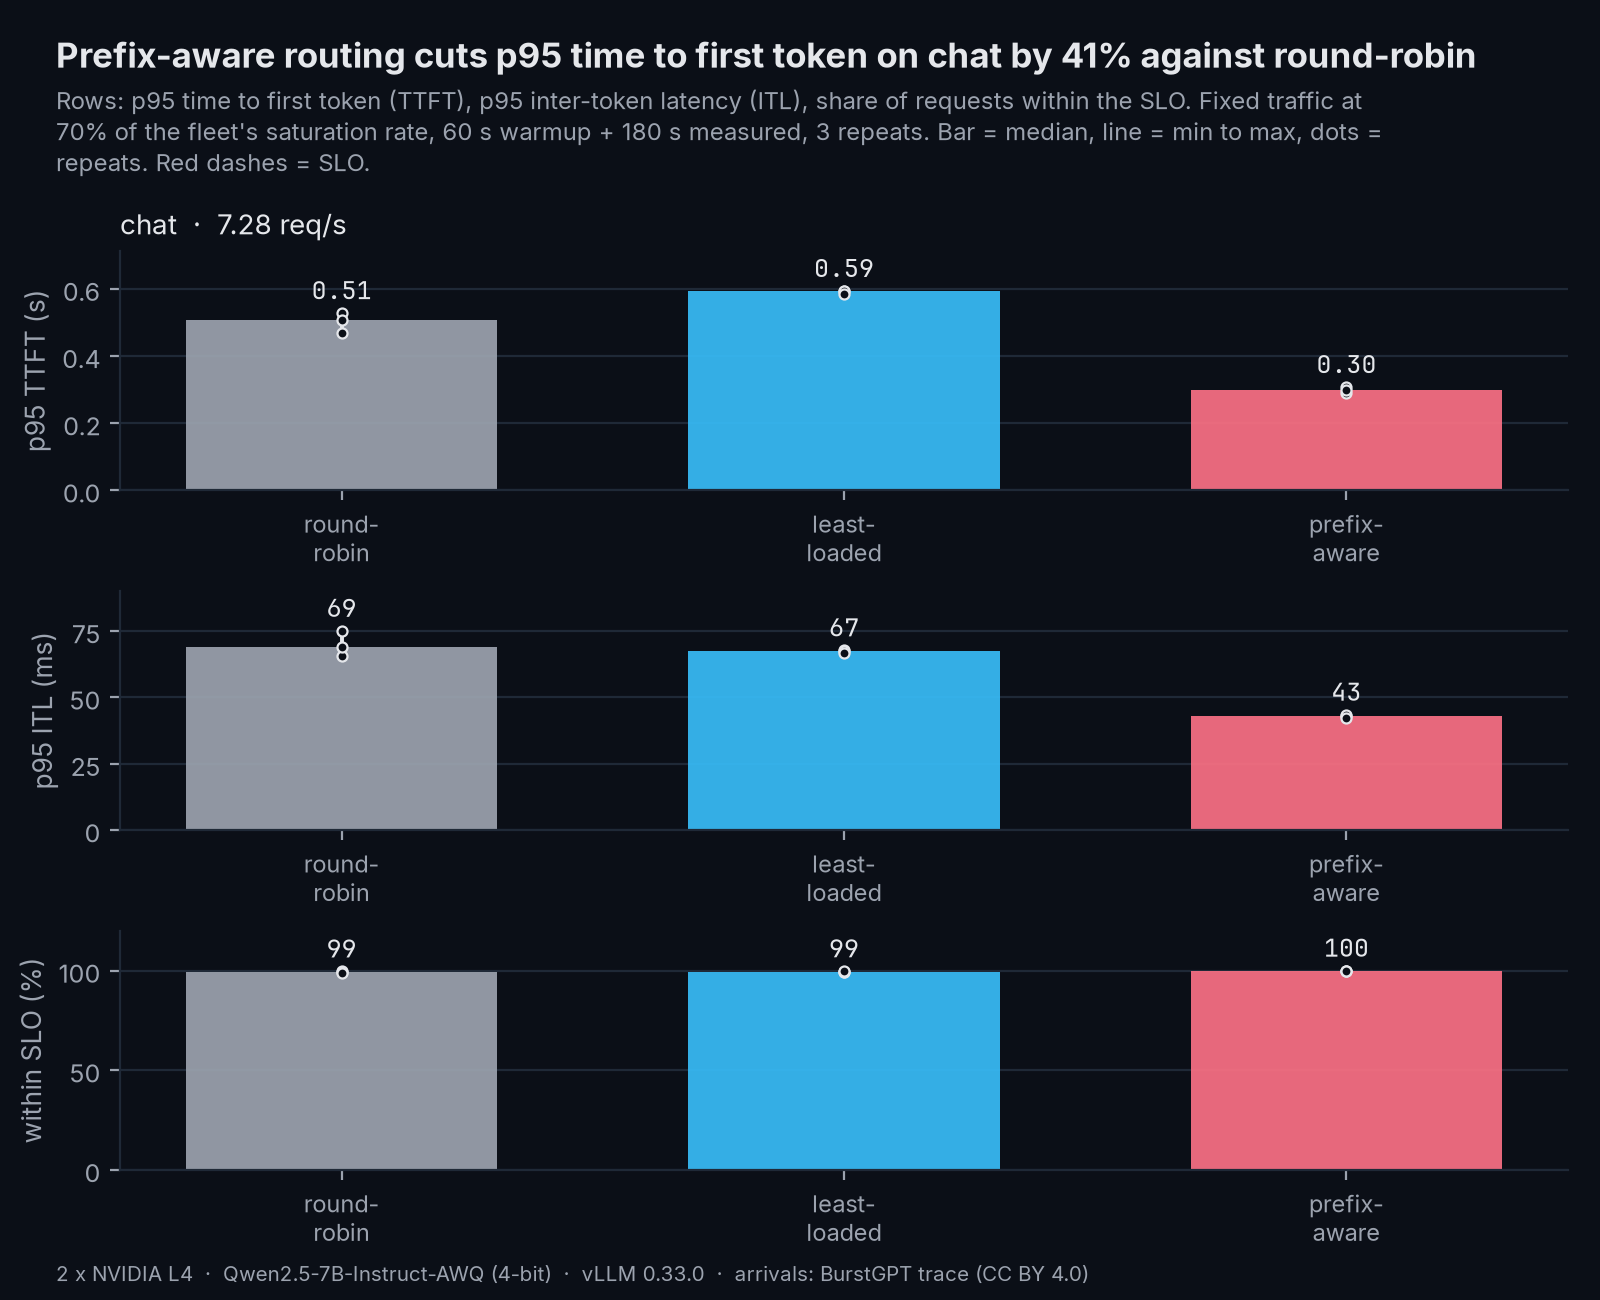 Prefix-aware routing cuts p95 time to first token on chat by 41% against round-robin
Rows: p95 time to first token (TTFT), p95 inter-token latency (ITL), share of requests within the SLO. Fixed traffic at
70% of the fleet's saturation rate, 60 s warmup + 180 s measured, 3 repeats. Bar = median, line = min to max, dots =
repeats. Red dashes = SLO.
chat · 7.28 req/s
p95 TTFT (s)
0.6
0.4
0.2
0.0
0.51
0.59
0.30
round-
robin
least-
loaded
prefix-
aware
p95 ITL (ms)
75
50
25
0
69
67
43
round-
robin
least-
loaded
prefix-
aware
within SLO (%)
100
50
0
99
99
100
round-
robin
least-
loaded
prefix-
aware
2 x NVIDIA L4 · Qwen2.5-7B-Instruct-AWQ (4-bit) · vLLM 0.33.0 · arrivals: BurstGPT trace (CC BY 4.0)